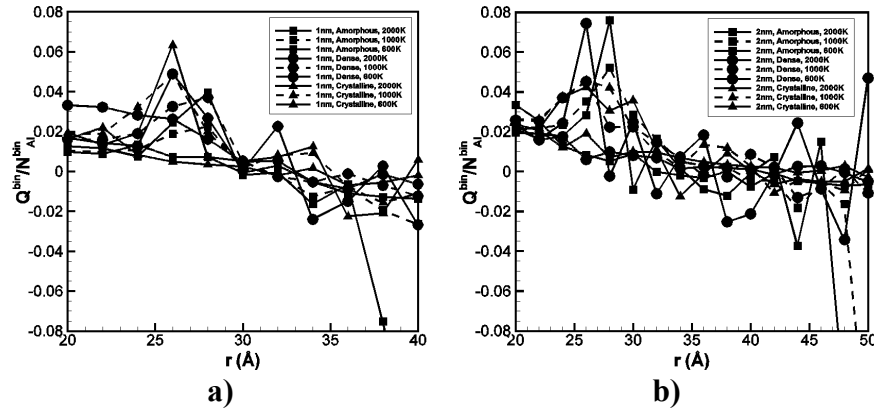 0.08
0.06
0.04
0.02
0
-0.02
-0.04
-0.06
-0.08
Q^bin/N_Al^bin
20 25 30 35 40
r (Å)
1nm, Amorphous, 2000K
1nm, Amorphous, 1000K
1nm, Amorphous, 600K
1nm, Dense, 2000K
1nm, Dense, 1000K
1nm, Dense, 600K
1nm, Crystalline, 2000K
1nm, Crystalline, 1000K
1nm, Crystalline, 600K
a)
0.08
0.06
0.04
0.02
0
-0.02
-0.04
-0.06
-0.08
Q^bin/N_Al^bin
20 25 30 35 40 45 50
r (Å)
2nm, Amorphous, 2000K
2nm, Amorphous, 1000K
2nm, Amorphous, 600K
2nm, Dense, 2000K
2nm, Dense, 1000K
2nm, Dense, 600K
2nm, Crystalline, 2000K
2nm, Crystalline, 1000K
2nm, Crystalline, 600K
b)